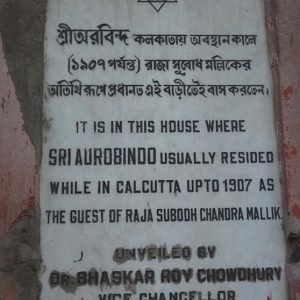 শ্রীঅরবিন্দ কলকাতায় অবস্থান কালে
(১৯০৭ পর্যন্ত) রাজা সুবোধ মল্লিকের
অতিথি রূপে প্রধানত এই বাড়ীতেই বাস করতেন।
IT IS IN THIS HOUSE WHERE
SRI AUROBINDO USUALLY RESIDED
WHILE IN CALCUTTA UPTO 1907 AS
THE GUEST OF RAJA SUBODH CHANDRA MALLIK.
UNVEILED BY
DR. BHASKAR ROY CHOWDHURY
VICE CHANCELLOR